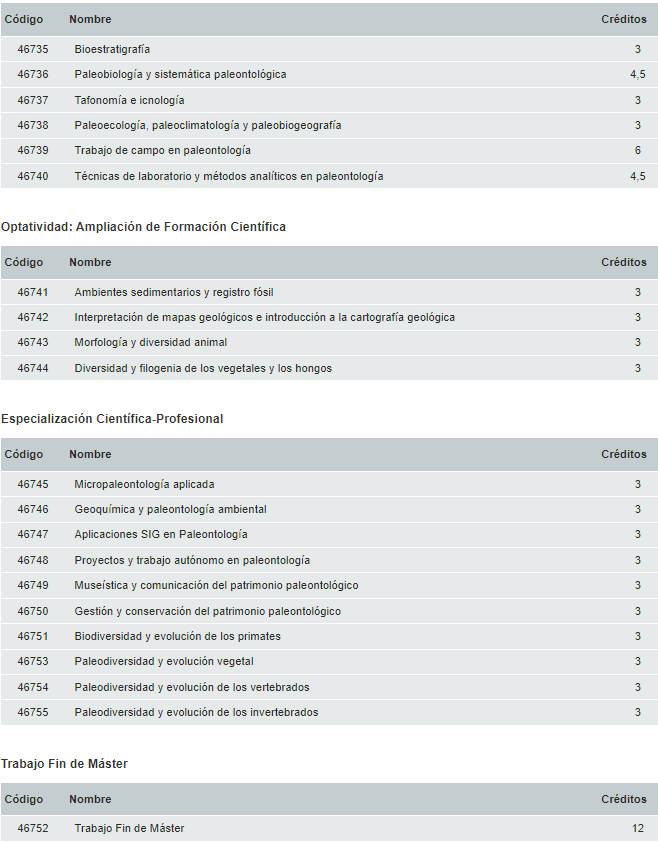 Código Nombre Créditos
46735 Bioestratigrafía 3
46736 Paleobiología y sistemática paleontológica 4,5
46737 Tafonomía e icnología 3
46738 Paleoecología, paleoclimatología y paleobiogeografía 3
46739 Trabajo de campo en paleontología 6
46740 Técnicas de laboratorio y métodos analíticos en paleontología 4,5
Optatividad: Ampliación de Formación Científica
Código Nombre Créditos
46741 Ambientes sedimentarios y registro fósil 3
46742 Interpretación de mapas geológicos e introducción a la cartografía geológica 3
46743 Morfología y diversidad animal 3
46744 Diversidad y filogenia de los vegetales y los hongos 3
Especialización Científica-Profesional
Código Nombre Créditos
46745 Micropaleontología aplicada 3
46746 Geoquímica y paleontología ambiental 3
46747 Aplicaciones SIG en Paleontología 3
46748 Proyectos y trabajo autónomo en paleontología 3
46749 Museística y comunicación del patrimonio paleontológico 3
46750 Gestión y conservación del patrimonio paleontológico 3
46751 Biodiversidad y evolución de los primates 3
46753 Paleodiversidad y evolución vegetal 3
46754 Paleodiversidad y evolución de los vertebrados 3
46755 Paleodiversidad y evolución de los invertebrados 3
Trabajo Fin de Máster
Código Nombre Créditos
46752 Trabajo Fin de Máster 12